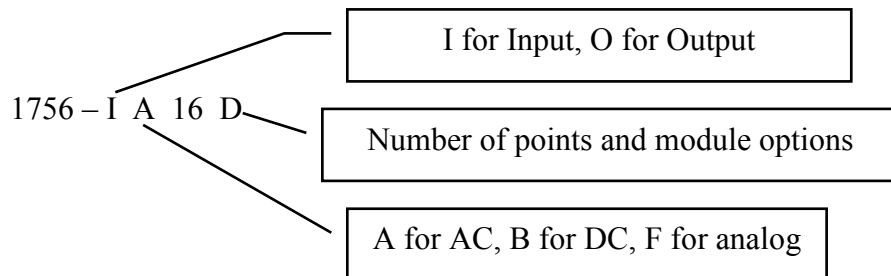 I for Input, O for Output
1756 – I A 16 D
Number of points and module options
A for AC, B for DC, F for analog